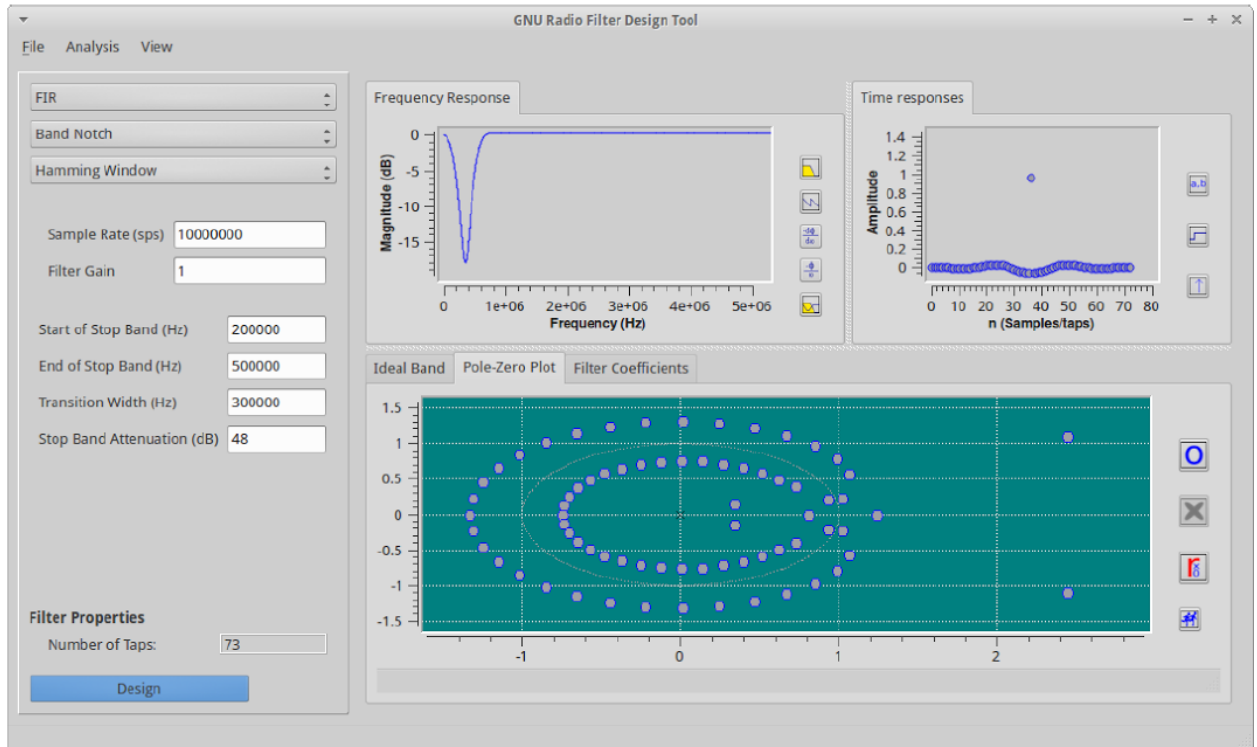 GNU Radio Filter Design Tool
File Analysis View
FIR
Band Notch
Hamming Window
Sample Rate (sps) 10000000
Filter Gain 1
Start of Stop Band (Hz) 200000
End of Stop Band (Hz) 500000
Transition Width (Hz) 300000
Stop Band Attenuation (dB) 48
Filter Properties
Number of Taps: 73
Design
Frequency Response
Magnitude (dB)
0
-5
-10
-15
0 1e+06 2e+06 3e+06 4e+06 5e+06
Frequency (Hz)
Time responses
Amplitude
1.4
1.2
1
0.8
0.6
0.4
0.2
0
0 10 20 30 40 50 60 70 80
n (Samples/taps)
a,b
Ideal Band Pole-Zero Plot Filter Coefficients
1.5
1
0.5
0
-0.5
-1
-1.5
-1 0 1 2